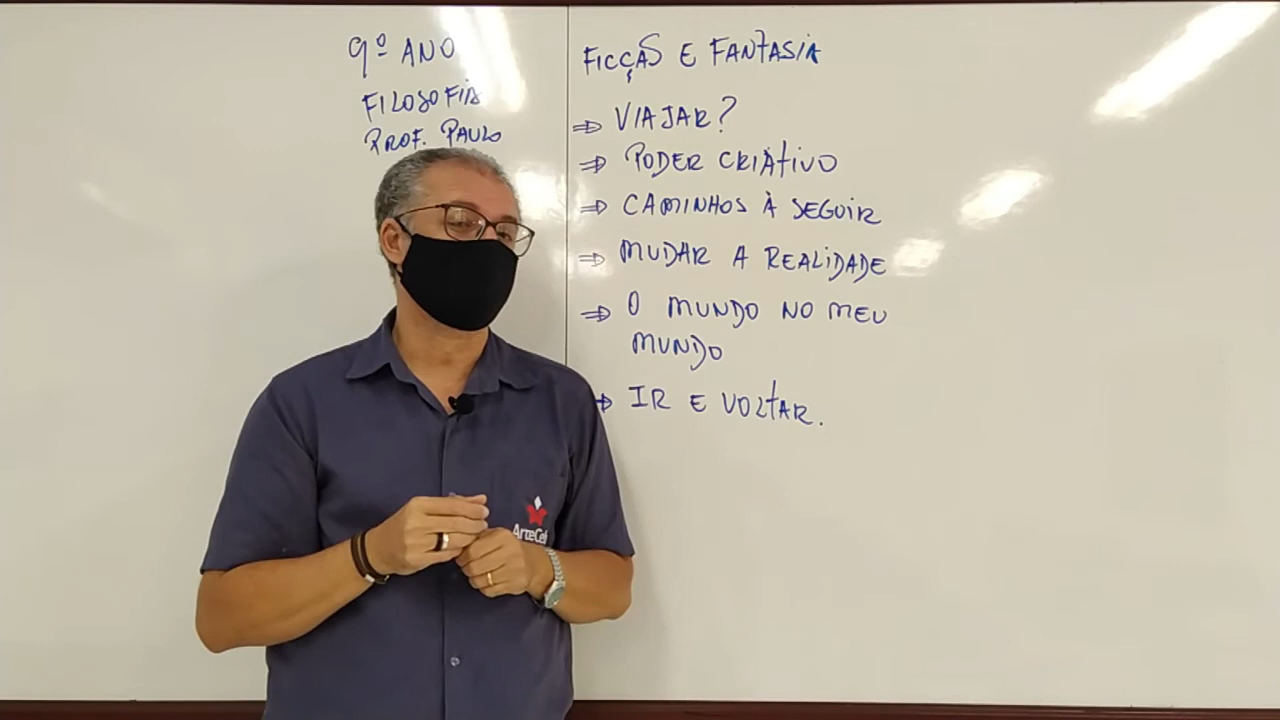 9º ANO
FILOSOFIA
PROF. PAULO
FICÇÃO E FANTASIA
⇒ VIAJAR?
⇒ PODER CRIATIVO
⇒ CAMINHOS À SEGUIR
⇒ MUDAR A REALIDADE
⇒ O MUNDO NO MEU
MUNDO
⇒ IR E VOLTAR.